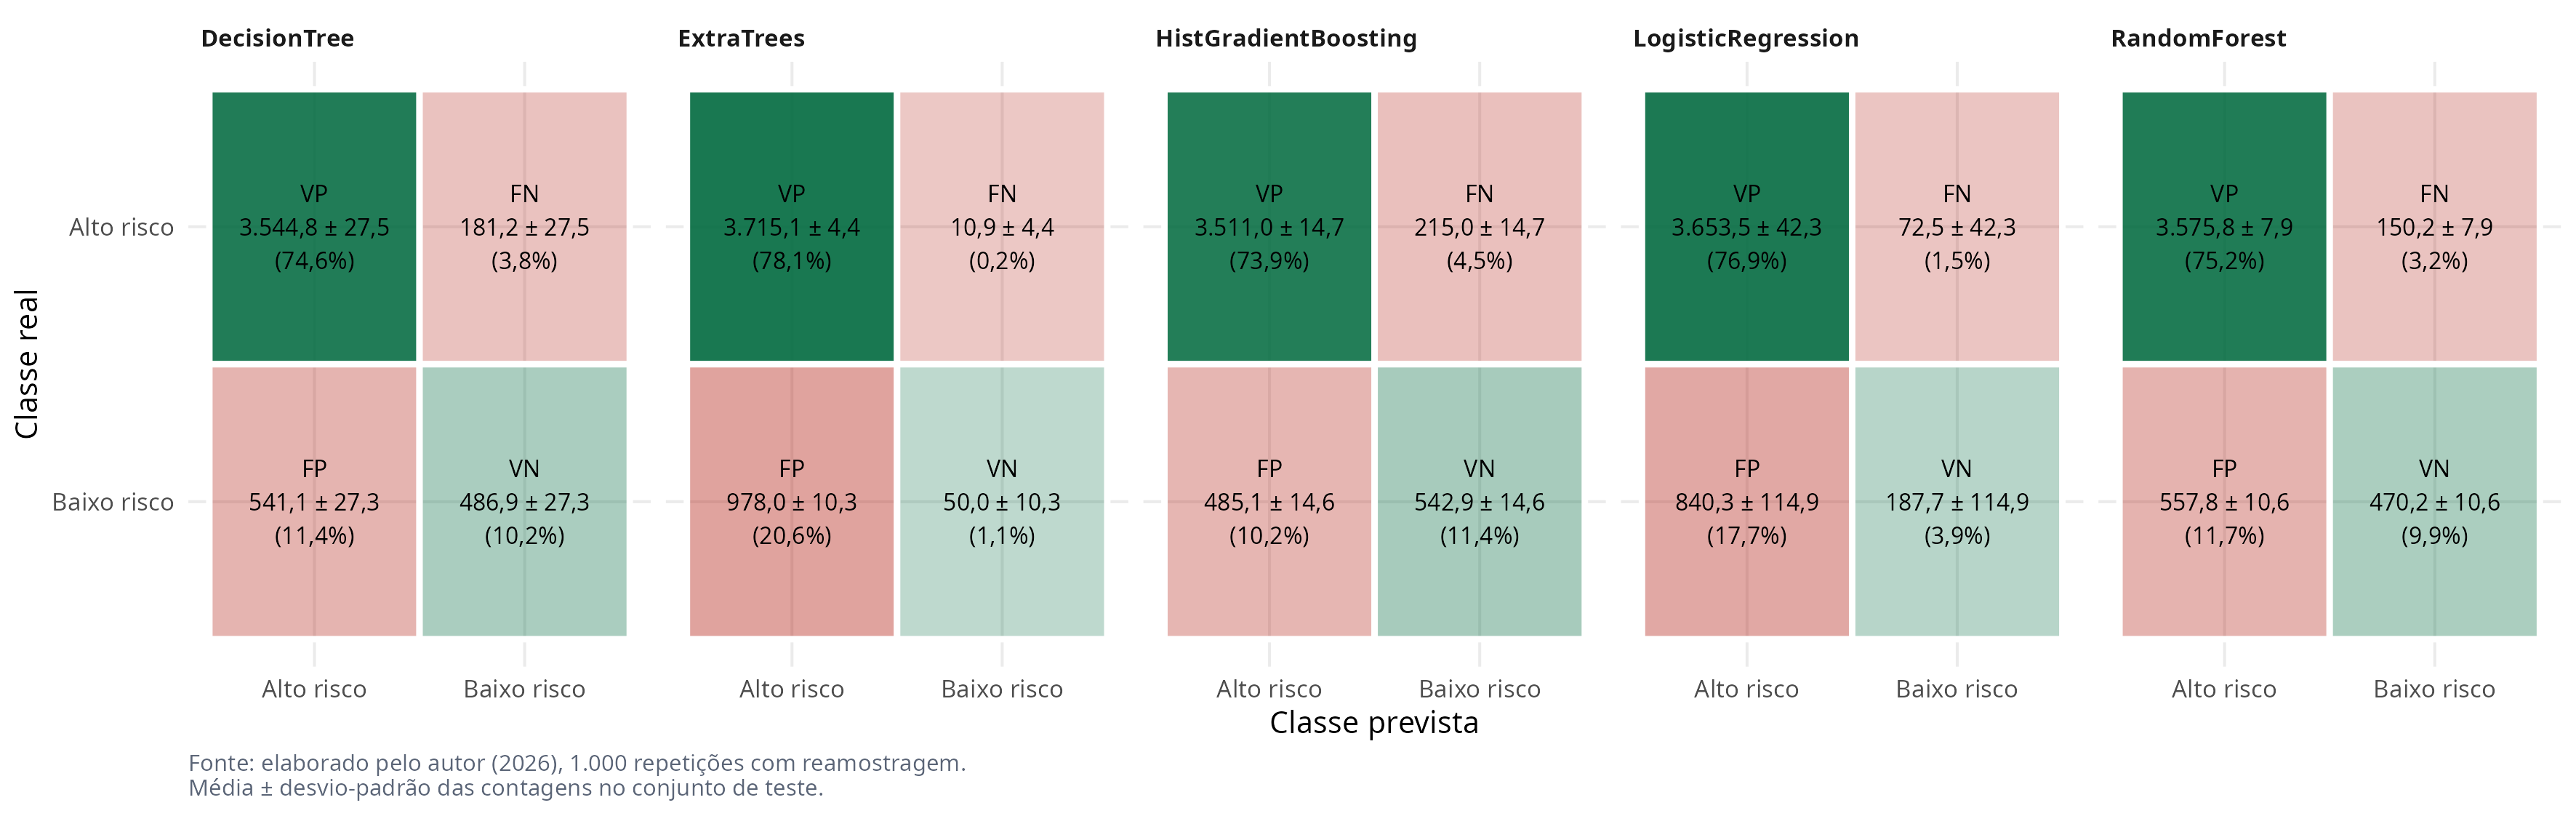 DecisionTree
ExtraTrees
HistGradientBoosting
LogisticRegression
RandomForest
Classe real
Alto risco
VP
3.544,8 ± 27,5
(74,6%)
FN
181,2 ± 27,5
(3,8%)
VP
3.715,1 ± 4,4
(78,1%)
FN
10,9 ± 4,4
(0,2%)
VP
3.511,0 ± 14,7
(73,9%)
FN
215,0 ± 14,7
(4,5%)
VP
3.653,5 ± 42,3
(76,9%)
FN
72,5 ± 42,3
(1,5%)
VP
3.575,8 ± 7,9
(75,2%)
FN
150,2 ± 7,9
(3,2%)
Baixo risco
FP
541,1 ± 27,3
(11,4%)
VN
486,9 ± 27,3
(10,2%)
FP
978,0 ± 10,3
(20,6%)
VN
50,0 ± 10,3
(1,1%)
FP
485,1 ± 14,6
(10,2%)
VN
542,9 ± 14,6
(11,4%)
FP
840,3 ± 114,9
(17,7%)
VN
187,7 ± 114,9
(3,9%)
FP
557,8 ± 10,6
(11,7%)
VN
470,2 ± 10,6
(9,9%)
Alto risco
Baixo risco
Alto risco
Baixo risco
Alto risco
Baixo risco
Alto risco
Baixo risco
Alto risco
Baixo risco
Classe prevista
Fonte: elaborado pelo autor (2026), 1.000 repetições com reamostragem.
Média ± desvio-padrão das contagens no conjunto de teste.